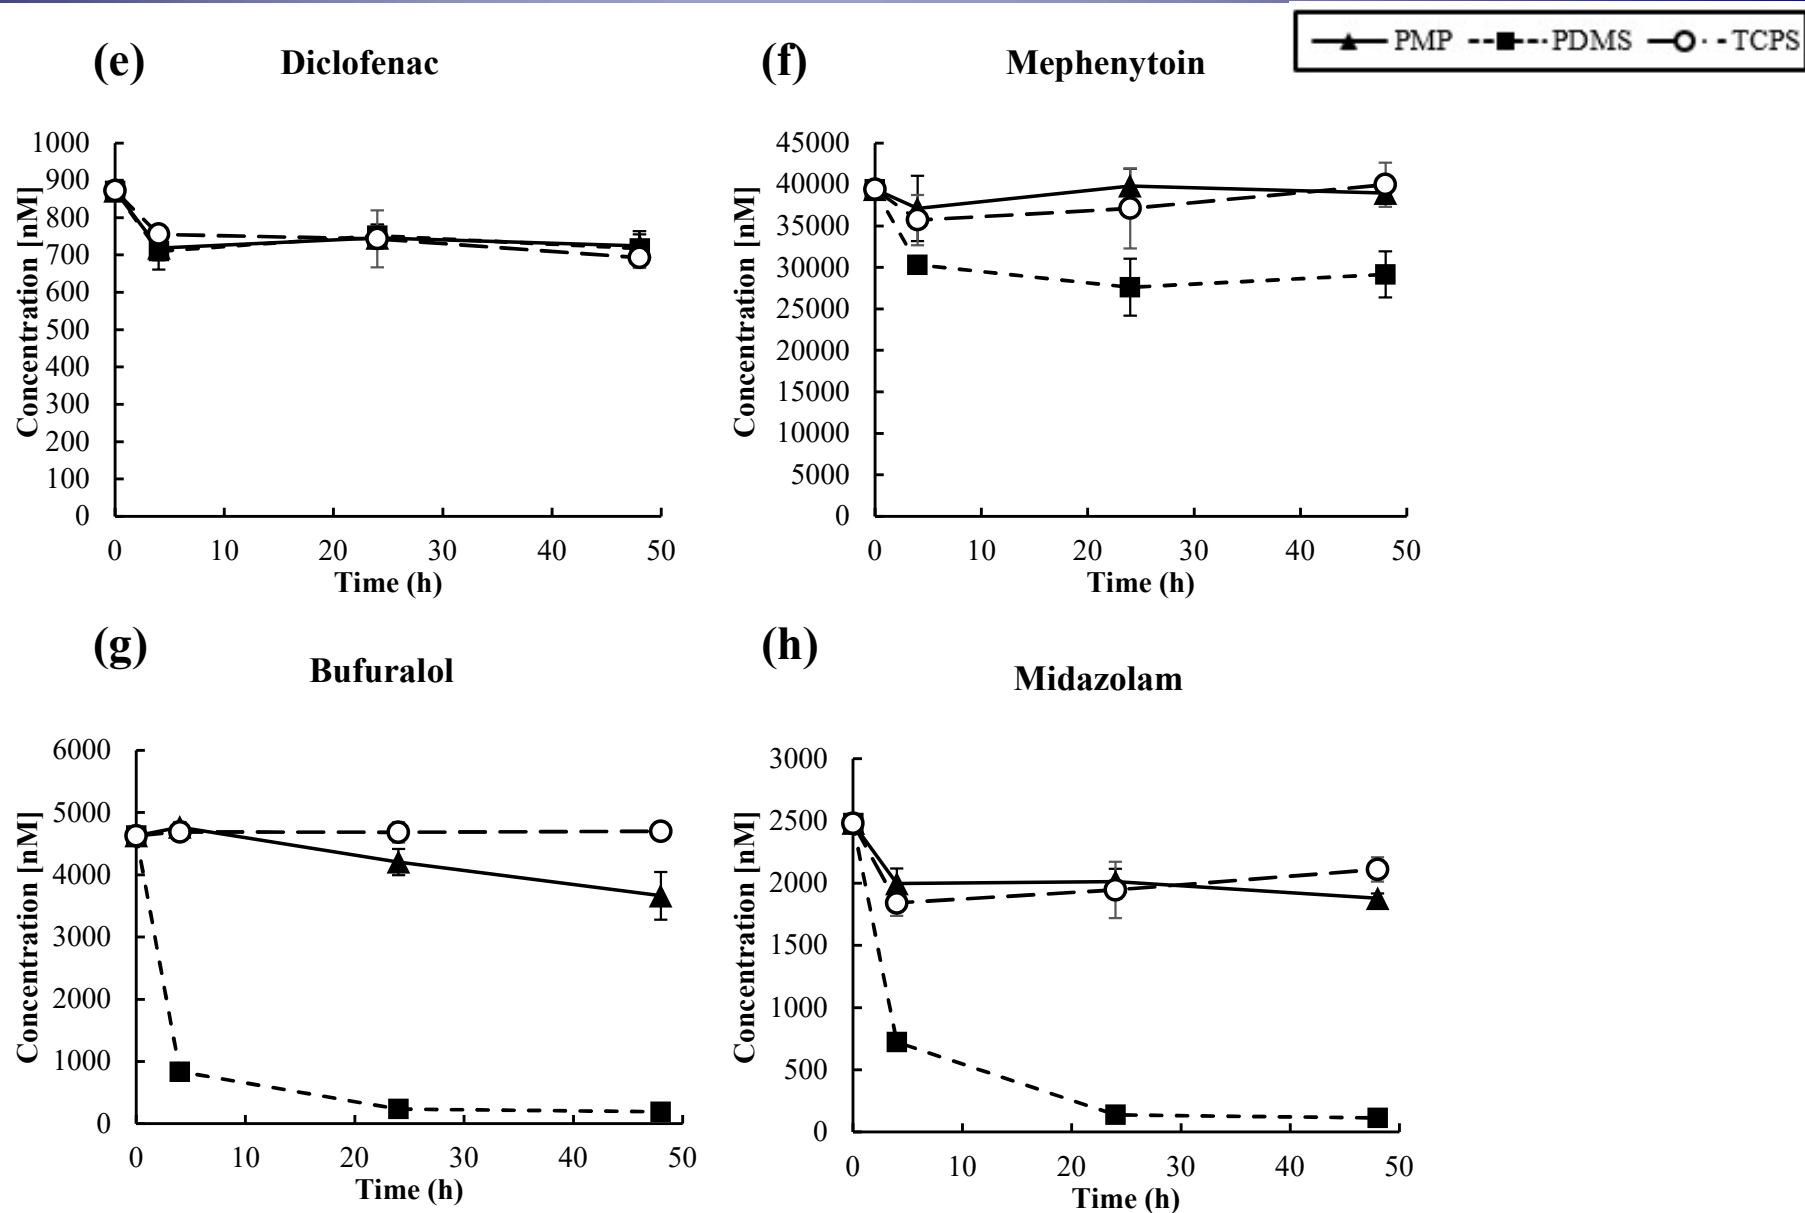 PMP PDMS TCPS
(e) Diclofenac
Concentration [nM]
1000
900
800
700
600
500
400
300
200
100
0
0 10 20 30 40 50
Time (h)
(f) Mephenytoin
Concentration [nM]
45000
40000
35000
30000
25000
20000
15000
10000
5000
0
0 10 20 30 40 50
Time (h)
(g) Bufuralol
Concentration [nM]
6000
5000
4000
3000
2000
1000
0
0 10 20 30 40 50
Time (h)
(h) Midazolam
Concentration [nM]
3000
2500
2000
1500
1000
500
0
0 10 20 30 40 50
Time (h)